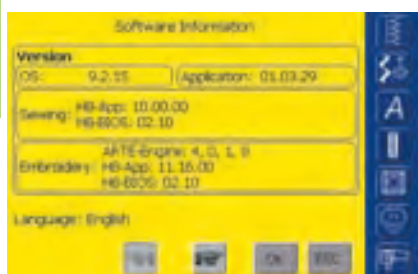 Software Information
Version
OS: 9.2.15 Application: 01.03.29
Sewing: HB-App: 10.00.00
HB-BIOS: 02.10
ARTE-Engine: 4, 0, 1, 9
Embroidery: HB-App: 11.16.00
HB-BIOS: 02.10
Language: English
A
Ok
ESC